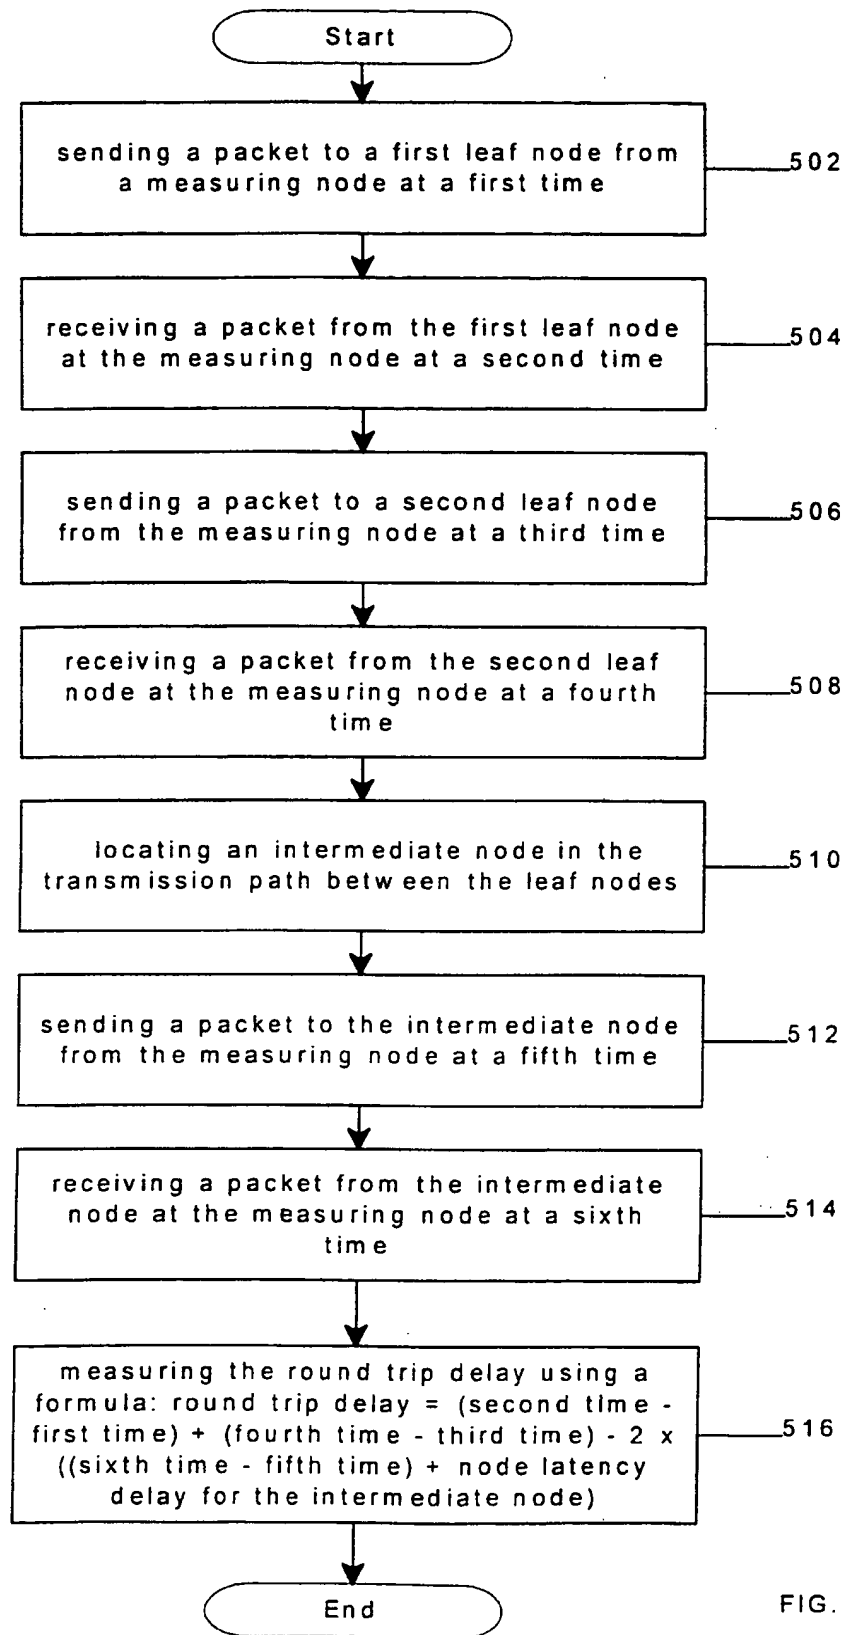 Start
sending a packet to a first leaf node from
a measuring node at a first time
502
receiving a packet from the first leaf node
at the measuring node at a second time
504
sending a packet to a second leaf node
from the measuring node at a third time
506
receiving a packet from the second leaf
node at the measuring node at a fourth
time
508
locating an intermediate node in the
transmission path between the leaf nodes
510
sending a packet to the intermediate node
from the measuring node at a fifth time
512
receiving a packet from the intermediate
node at the measuring node at a sixth
time
514
measuring the round trip delay using a
formula: round trip delay = (second time -
first time) + (fourth time - third time) - 2 x
((sixth time - fifth time) + node latency
delay for the intermediate node)
516
End
FIG.